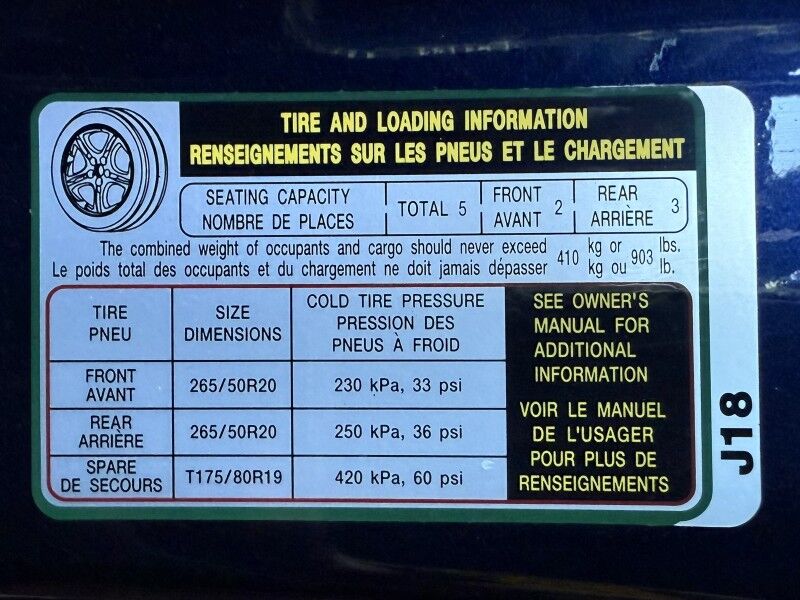 TIRE AND LOADING INFORMATION
RENSEIGNEMENTS SUR LES PNEUS ET LE CHARGEMENT
SEATING CAPACITY
NOMBRE DE PLACES
TOTAL 5
FRONT
AVANT 2
REAR
ARRIÈRE 3
The combined weight of occupants and cargo should never exceed 410 kg or 903 lbs.
Le poids total des occupants et du chargement ne doit jamais dépasser kg ou lb.
TIRE
PNEU
SIZE
DIMENSIONS
COLD TIRE PRESSURE
PRESSION DES
PNEUS À FROID
FRONT
AVANT
265/50R20
230 kPa, 33 psi
REAR
ARRIÈRE
265/50R20
250 kPa, 36 psi
SPARE
DE SECOURS
T175/80R19
420 kPa, 60 psi
SEE OWNER'S
MANUAL FOR
ADDITIONAL
INFORMATION
VOIR LE MANUEL
DE L'USAGER
POUR PLUS DE
RENSEIGNEMENTS
J18